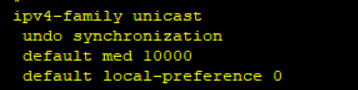 ipv4-family unicast
undo synchronization
default med 10000
default local-preference 0